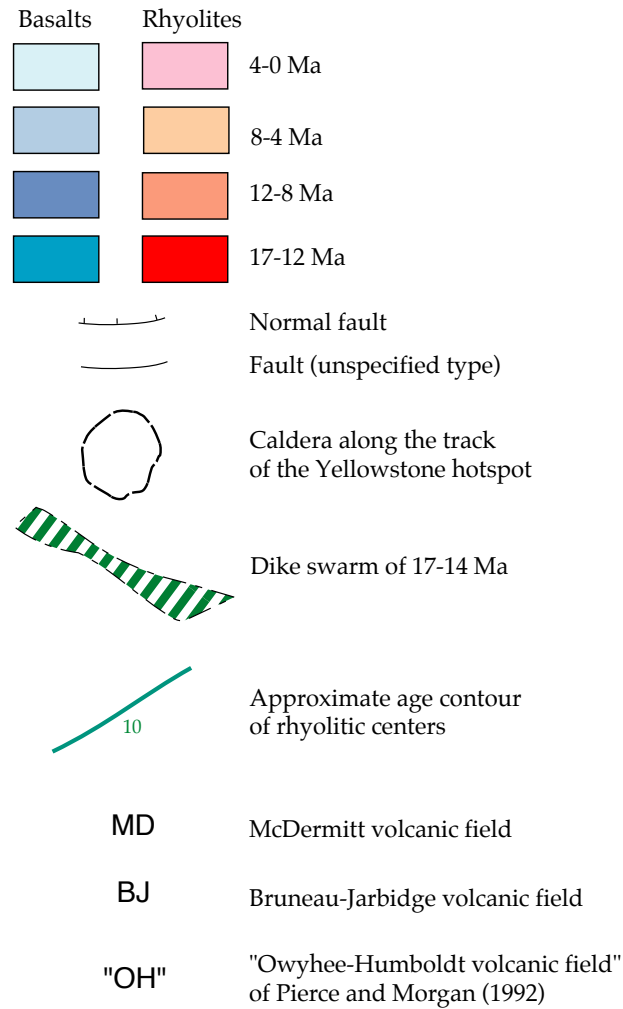 Basalts Rhyolites
4-0 Ma
8-4 Ma
12-8 Ma
17-12 Ma
Normal fault
Fault (unspecified type)
Caldera along the track
of the Yellowstone hotspot
Dike swarm of 17-14 Ma
Approximate age contour
of rhyolitic centers
10
MD McDermitt volcanic field
BJ Bruneau-Jarbidge volcanic field
"OH" "Owyhee-Humboldt volcanic field"
of Pierce and Morgan (1992)